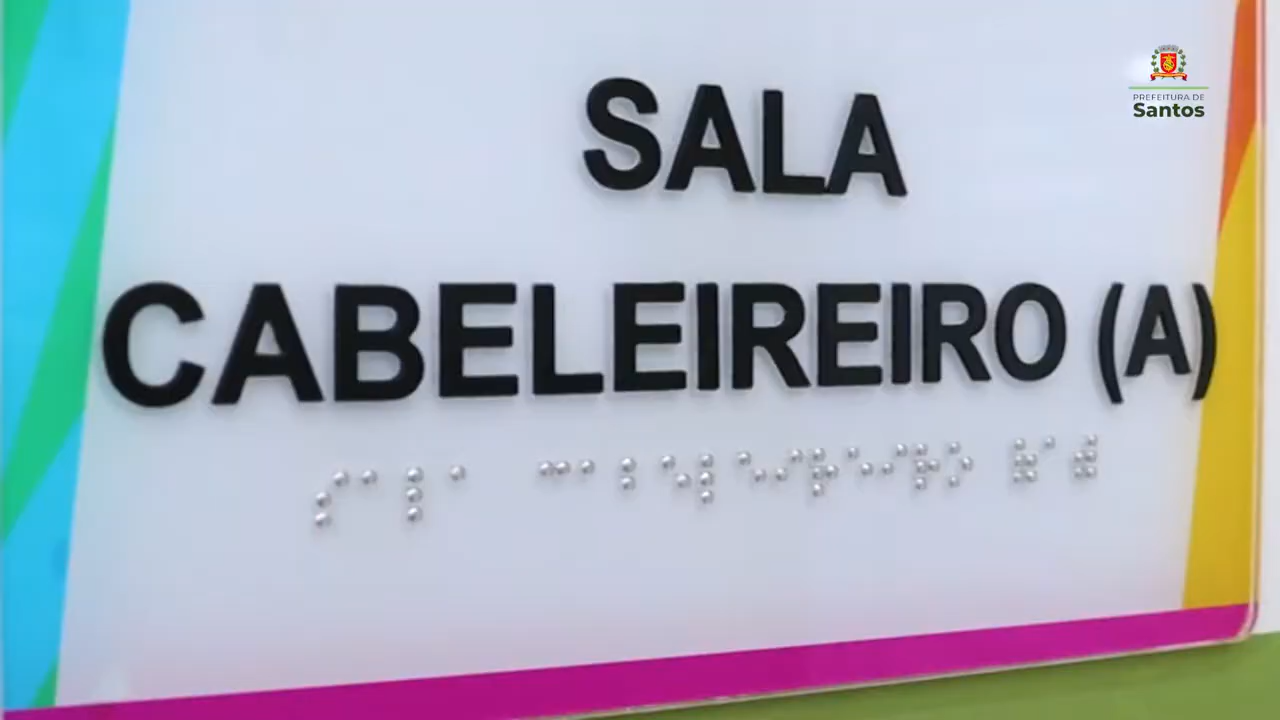 SALA
CABELEIREIRO (A)
⠎⠁⠇⠁ ⠉⠁⠃⠑⠇⠑⠊⠗⠑⠊⠗⠕ ⠷⠁⠾
PREFEITURA DE
Santos